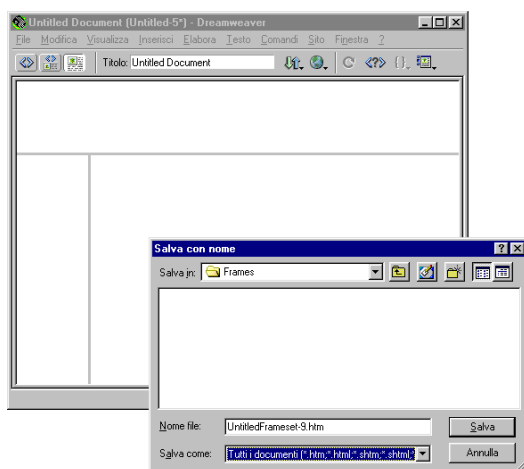 Untitled Document (Untitled-5*) - Dreamweaver
File Modifica Visualizza Inserisci Elabora Testo Comandi Sito Finestra ?
Titolo: Untitled Document
Salva con nome
Salva in: Frames
Nome file: UntitledFrameset-9.htm Salva
Salva come: Tutti i documenti (*.htm;*.html;*.shtm;*.shtml;* Annulla